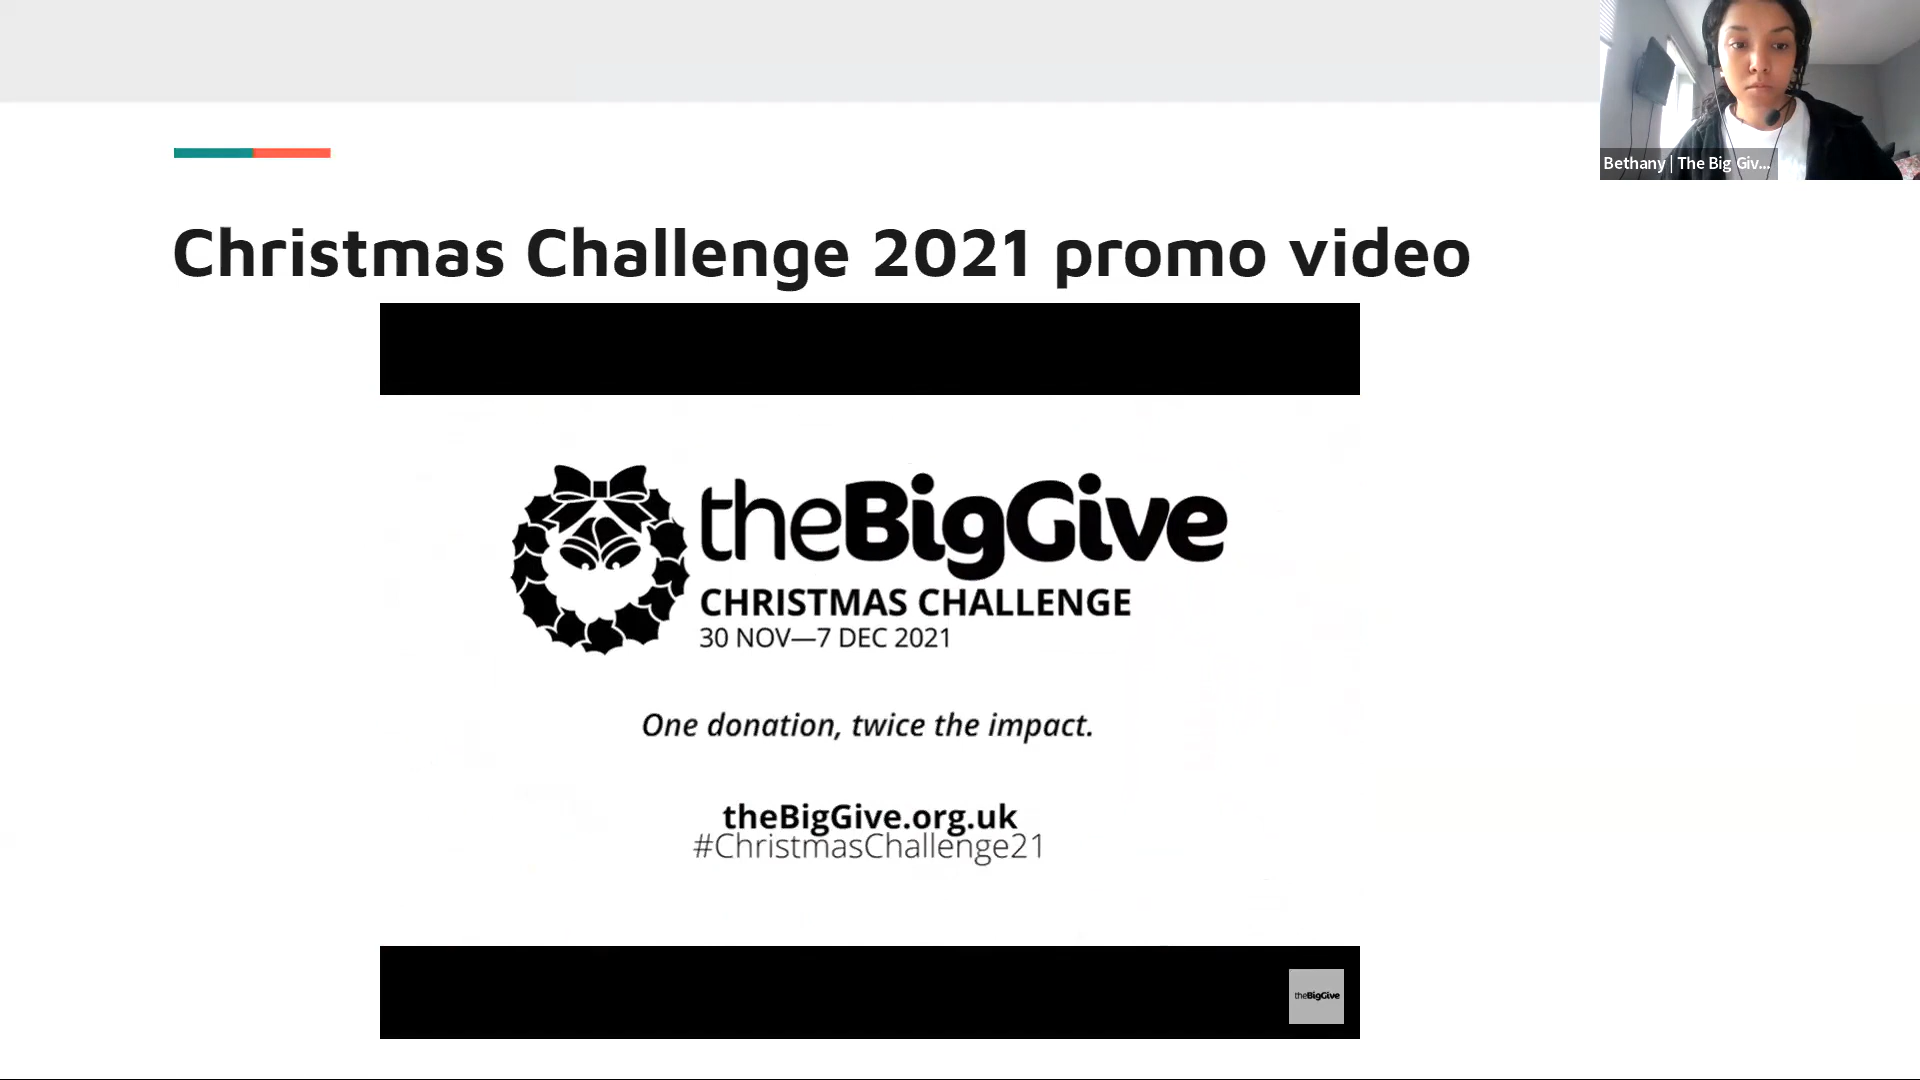 Bethany | The Big Giv...
Christmas Challenge 2021 promo video
theBigGive
CHRISTMAS CHALLENGE
30 NOV—7 DEC 2021
One donation, twice the impact.
theBigGive.org.uk
#ChristmasChallenge21
theBigGive